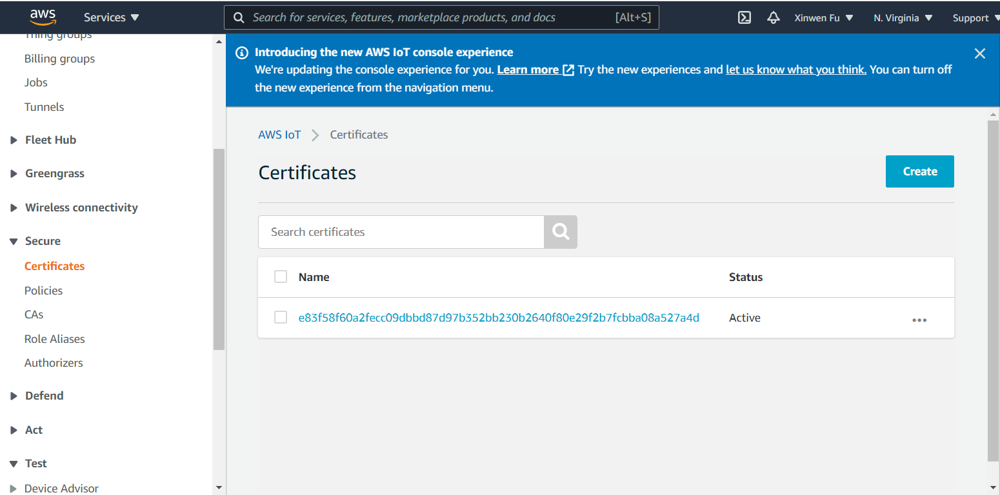 aws
Services
Search for services, features, marketplace products, and docs
[Alt+S]
Xinwen Fu
N. Virginia
Support
Thing groups
Billing groups
Jobs
Tunnels
Fleet Hub
Greengrass
Wireless connectivity
Secure
Certificates
Policies
CAs
Role Aliases
Authorizers
Defend
Act
Test
Device Advisor
Introducing the new AWS IoT console experience
We're updating the console experience for you. Learn more Try the new experiences and let us know what you think. You can turn off
the new experience from the navigation menu.
AWS IoT
Certificates
Certificates
Create
Search certificates
Name
Status
e83f58f60a2fecc09dbbd87d97b352bb230b2640f80e29f2b7fcbba08a527a4d
Active